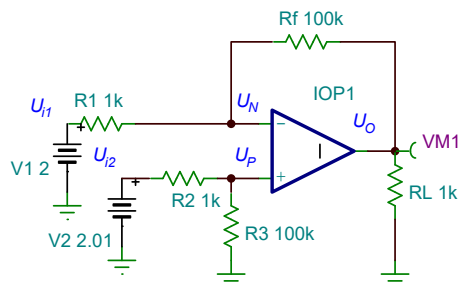 Rf 100k
IOP1
R1 1k
Ui1
UN
UO
VM1
−
V1 2
Ui2
UP
+
R2 1k
RL 1k
V2 2.01
R3 100k